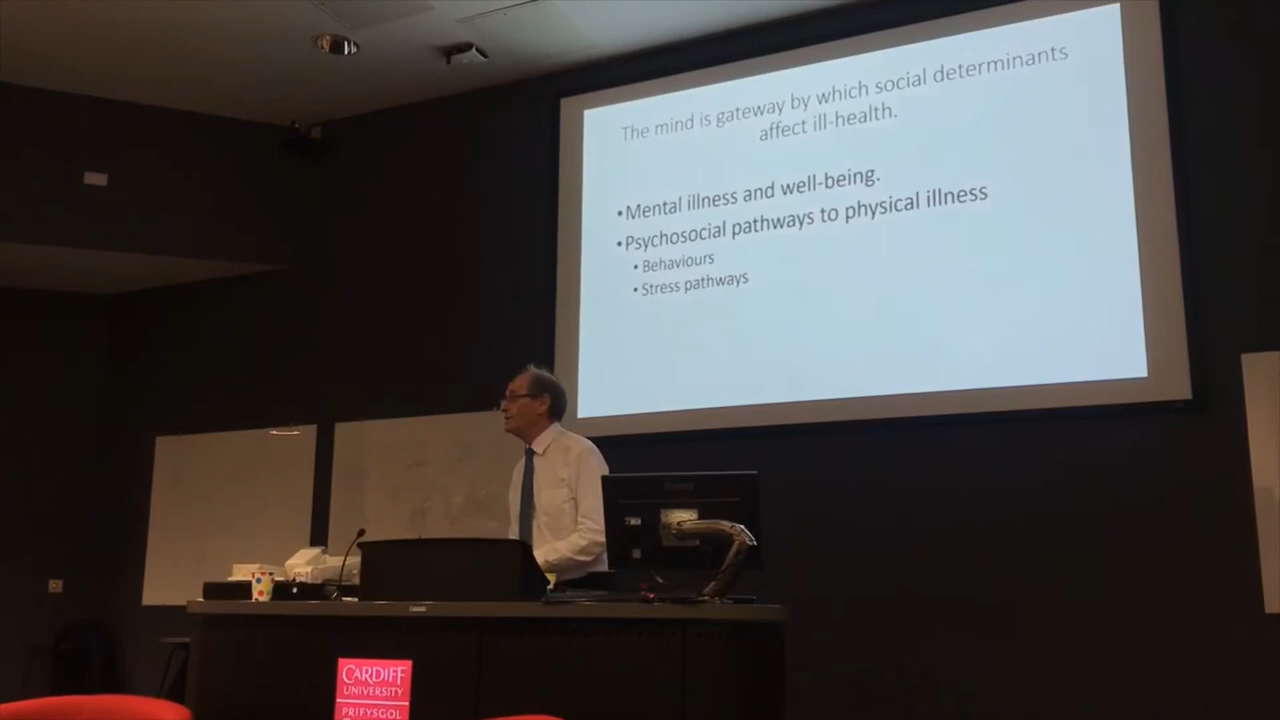 The mind is gateway by which social determinants
affect ill-health.
•Mental illness and well-being.
•Psychosocial pathways to physical illness
• Behaviours
• Stress pathways
CARDIFF
UNIVERSITY
PRIFYSGOL